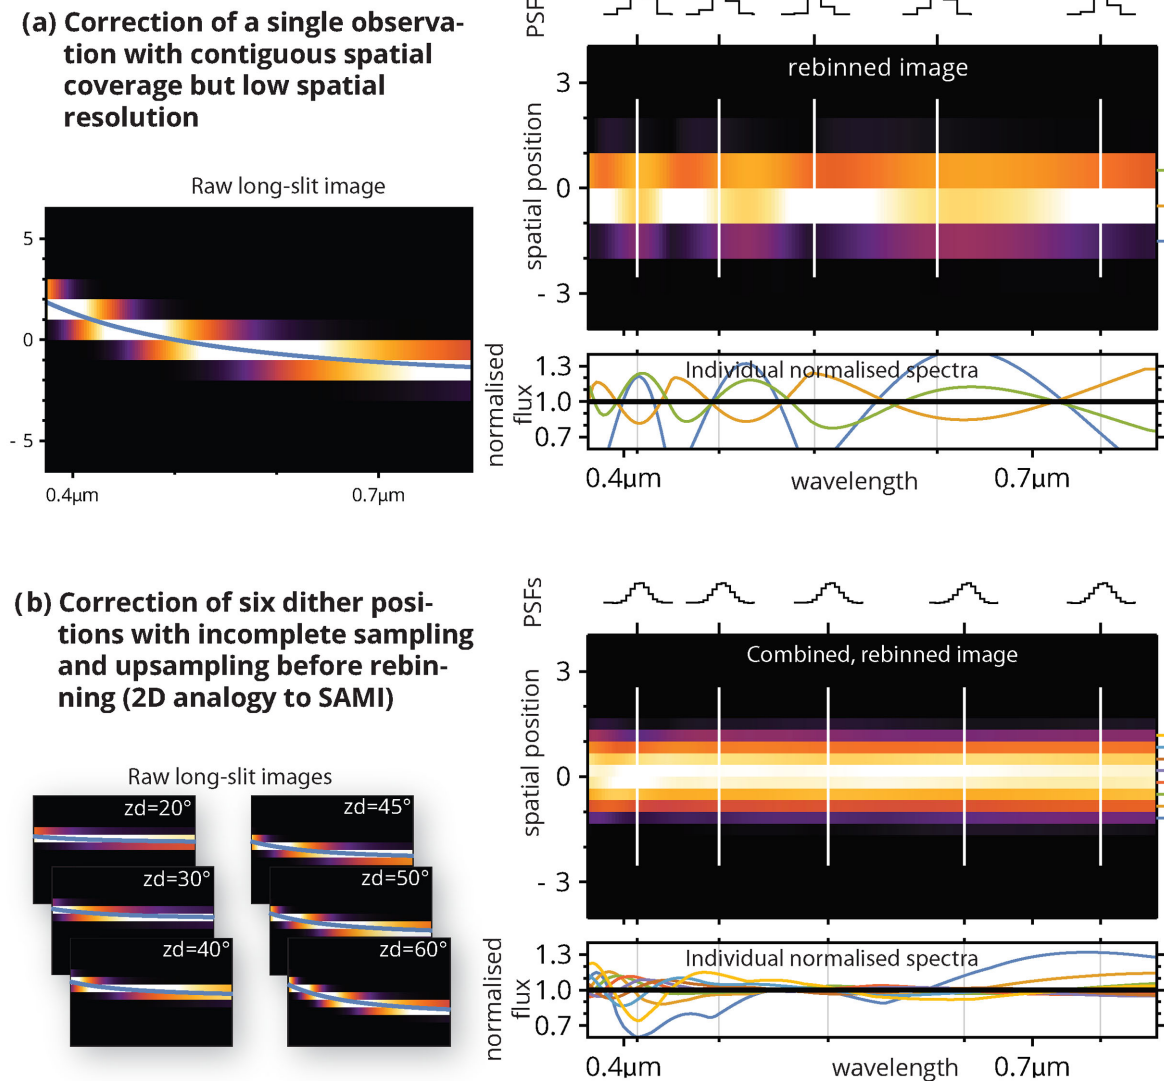 (a) Correction of a single observa-
tion with contiguous spatial
coverage but low spatial
resolution
Raw long-slit image
5
0
- 5
0.4μm
0.7μm
PSFs
rebinned image
spatial position
3
0
- 3
Individual normalised spectra
normalised
flux
1.3
1.0
0.7
0.4μm
wavelength
0.7μm
(b) Correction of six dither posi-
tions with incomplete sampling
and upsampling before rebin-
ning (2D analogy to SAMI)
Raw long-slit images
zd=20°
zd=45°
zd=30°
zd=50°
zd=40°
zd=60°
PSFs
Combined, rebinned image
spatial position
3
0
- 3
Individual normalised spectra
normalised
flux
1.3
1.0
0.7
0.4μm
wavelength
0.7μm